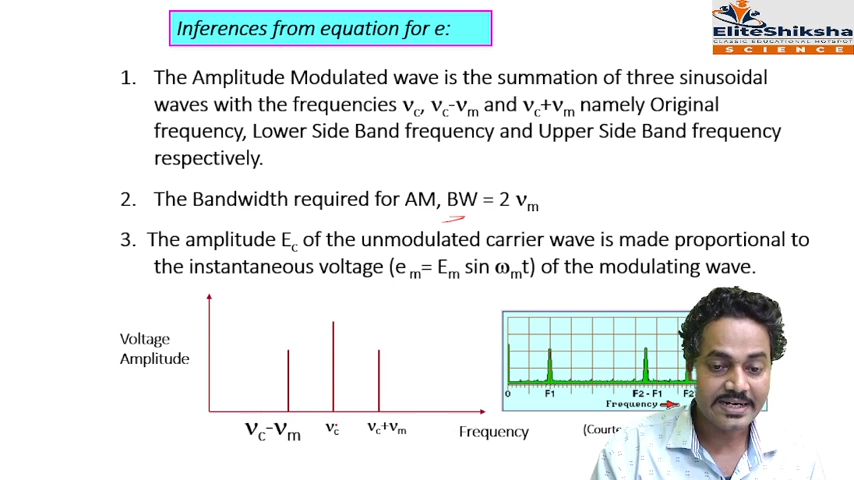 Inferences from equation for e:
EliteShiksha
CLASSIC EDUCATIONAL HOTSPOT
SCIENCE
1. The Amplitude Modulated wave is the summation of three sinusoidal
waves with the frequencies νc, νc-νm and νc+νm namely Original
frequency, Lower Side Band frequency and Upper Side Band frequency
respectively.
2. The Bandwidth required for AM, BW = 2 νm
3. The amplitude Ec of the unmodulated carrier wave is made proportional to
the instantaneous voltage (e m= Em sin ωmt) of the modulating wave.
Voltage
Amplitude
νc-νm νc νc+νm Frequency
0 F1 F2 - F1 F2
Frequency